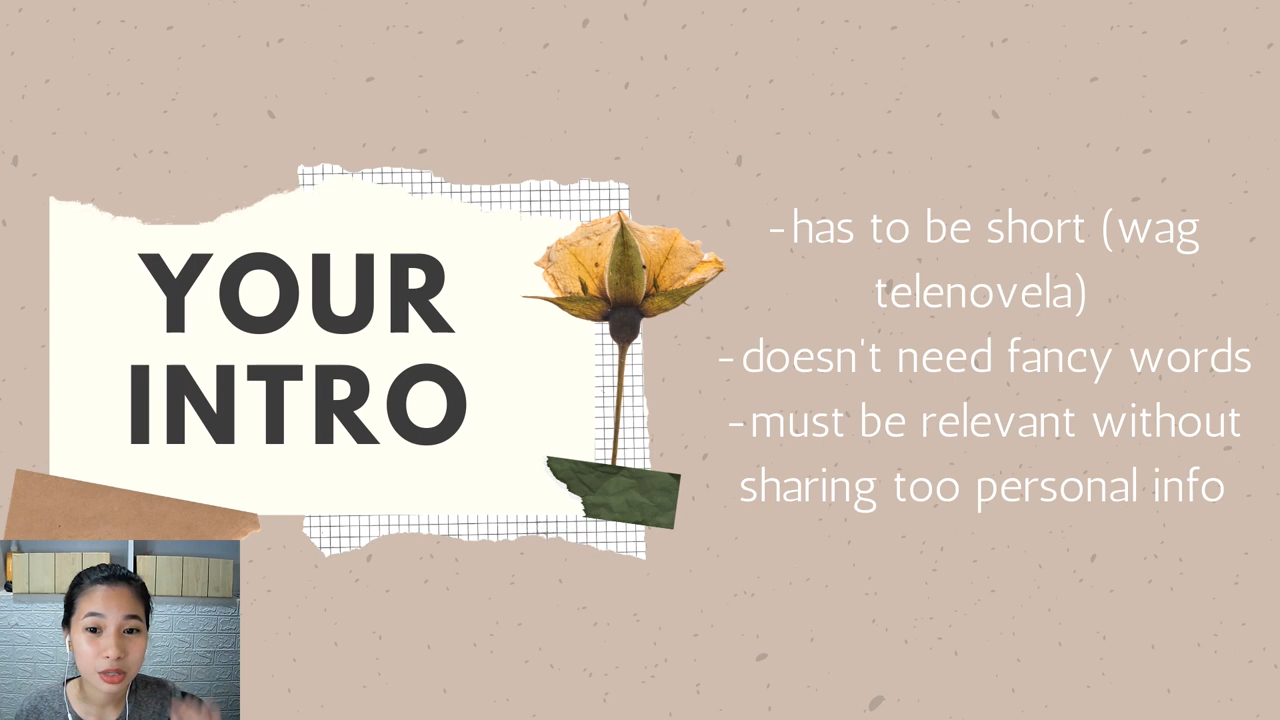 YOUR
INTRO
-has to be short (wag
telenovela)
-doesn't need fancy words
-must be relevant without
sharing too personal info